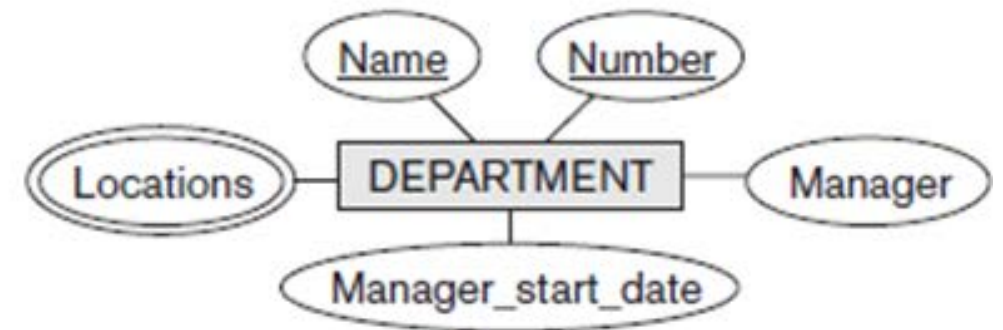 Name
Number
Locations
DEPARTMENT
Manager
Manager_start_date